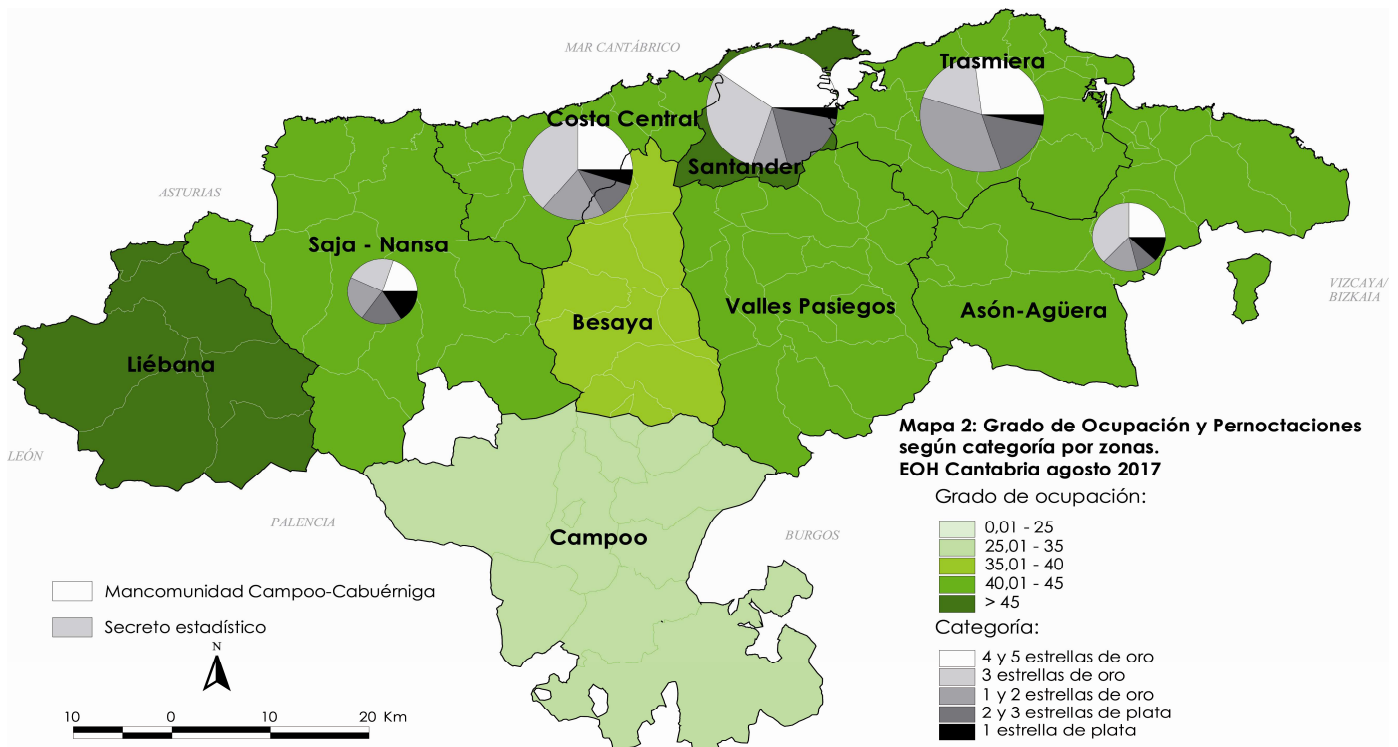 MAR CANTÁBRICO
Trasmiera
Costa Central
Santander
ASTURIAS
Saja - Nansa
VIZCAYA/
BIZKAIA
Valles Pasiegos
Asón-Agüera
Besaya
Liébana
Mapa 2: Grado de Ocupación y Pernoctaciones
según categoría por zonas.
EOH Cantabria agosto 2017
LEÓN
Grado de ocupación:
PALENCIA
BURGOS
Campoo
0,01 - 25
25,01 - 35
35,01 - 40
40,01 - 45
> 45
Mancomunidad Campoo-Cabuérniga
Secreto estadístico
Categoría:
N
4 y 5 estrellas de oro
3 estrellas de oro
1 y 2 estrellas de oro
2 y 3 estrellas de plata
1 estrella de plata
10 0 10 20 Km